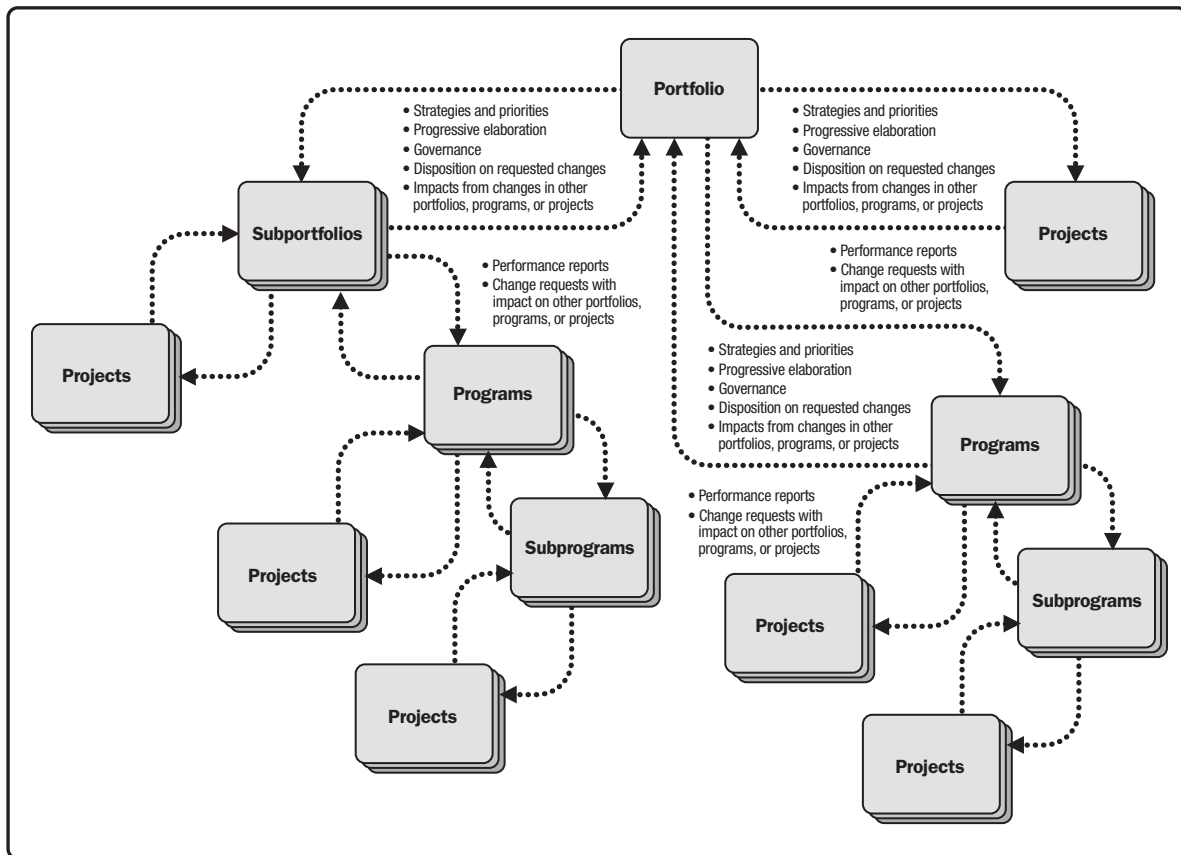 Portfolio
• Strategies and priorities
• Progressive elaboration
• Governance
• Disposition on requested changes
• Impacts from changes in other
portfolios, programs, or projects
• Strategies and priorities
• Progressive elaboration
• Governance
• Disposition on requested changes
• Impacts from changes in other
portfolios, programs, or projects
Subportfolios
Projects
• Performance reports
• Change requests with
impact on other portfolios,
programs, or projects
• Performance reports
• Change requests with
impact on other portfolios,
programs, or projects
Projects
Programs
• Strategies and priorities
• Progressive elaboration
• Governance
• Disposition on requested changes
• Impacts from changes in other
portfolios, programs, or projects
Programs
• Performance reports
• Change requests with
impact on other portfolios,
programs, or projects
Projects
Subprograms
Projects
Subprograms
Projects
Projects